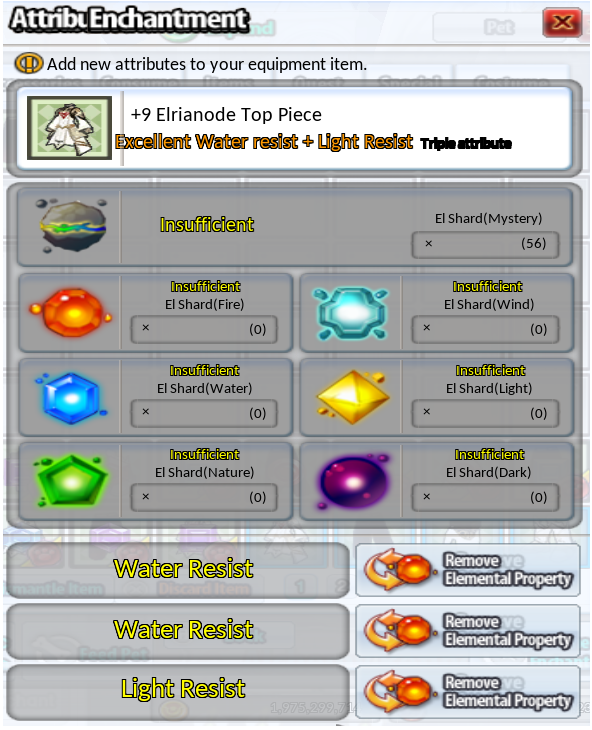 Attribu Enchantment
Pet
Add new attributes to your equipment item.
+9 Elrianode Top Piece
Excellent Water resist + Light Resist Triple attribute
Insufficient
El Shard(Mystery)
× (56)
Insufficient
El Shard(Fire)
× (0)
Insufficient
El Shard(Wind)
× (0)
Insufficient
El Shard(Water)
× (0)
Insufficient
El Shard(Light)
× (0)
Insufficient
El Shard(Nature)
× (0)
Insufficient
El Shard(Dark)
× (0)
Water Resist
Remove
Elemental Property
Water Resist
Remove
Elemental Property
Feed Pet
Light Resist
Remove
Elemental Property